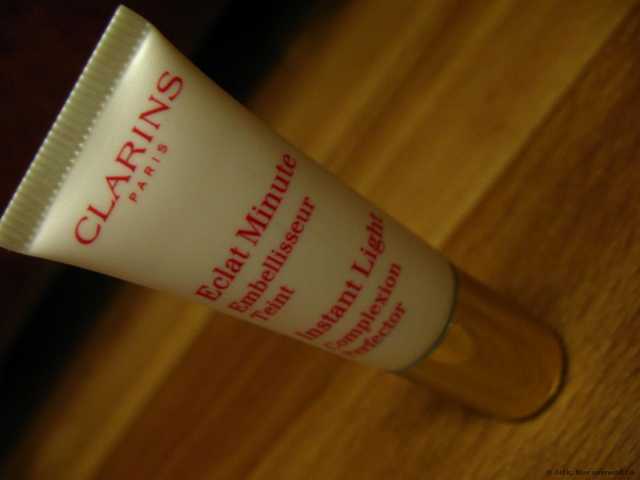 CLARINS
PARIS
Eclat Minute
Embellisseur
Teint
Instant Light
Complexion
Perfector